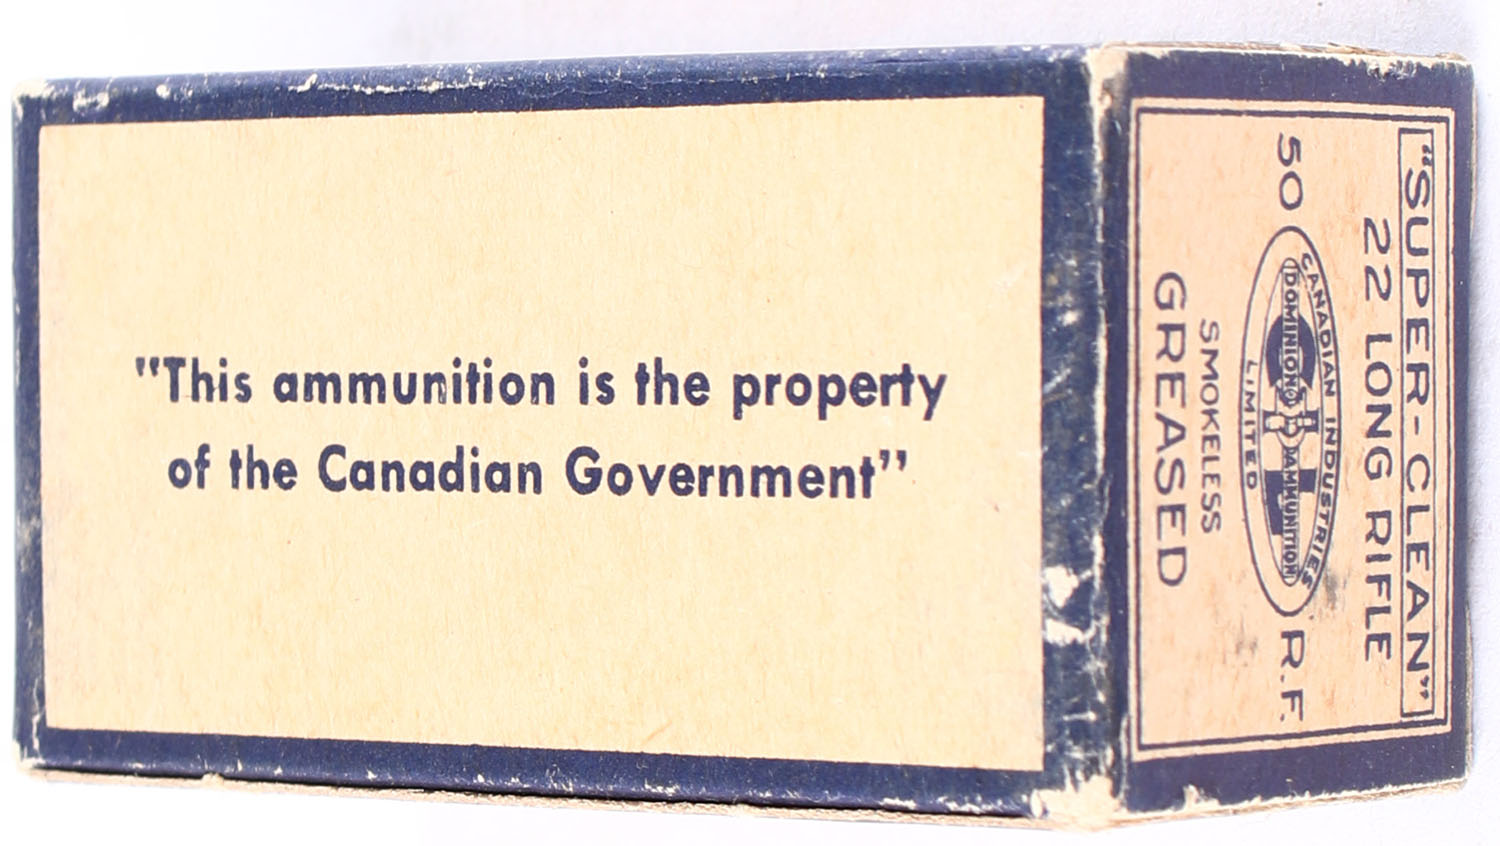 "This ammunition is the property
of the Canadian Government"
"SUPER-CLEAN"
22 LONG RIFLE
50 R.F.
CANADIAN INDUSTRIES
DOMINION AMMUNITION
LIMITED
SMOKELESS
GREASED